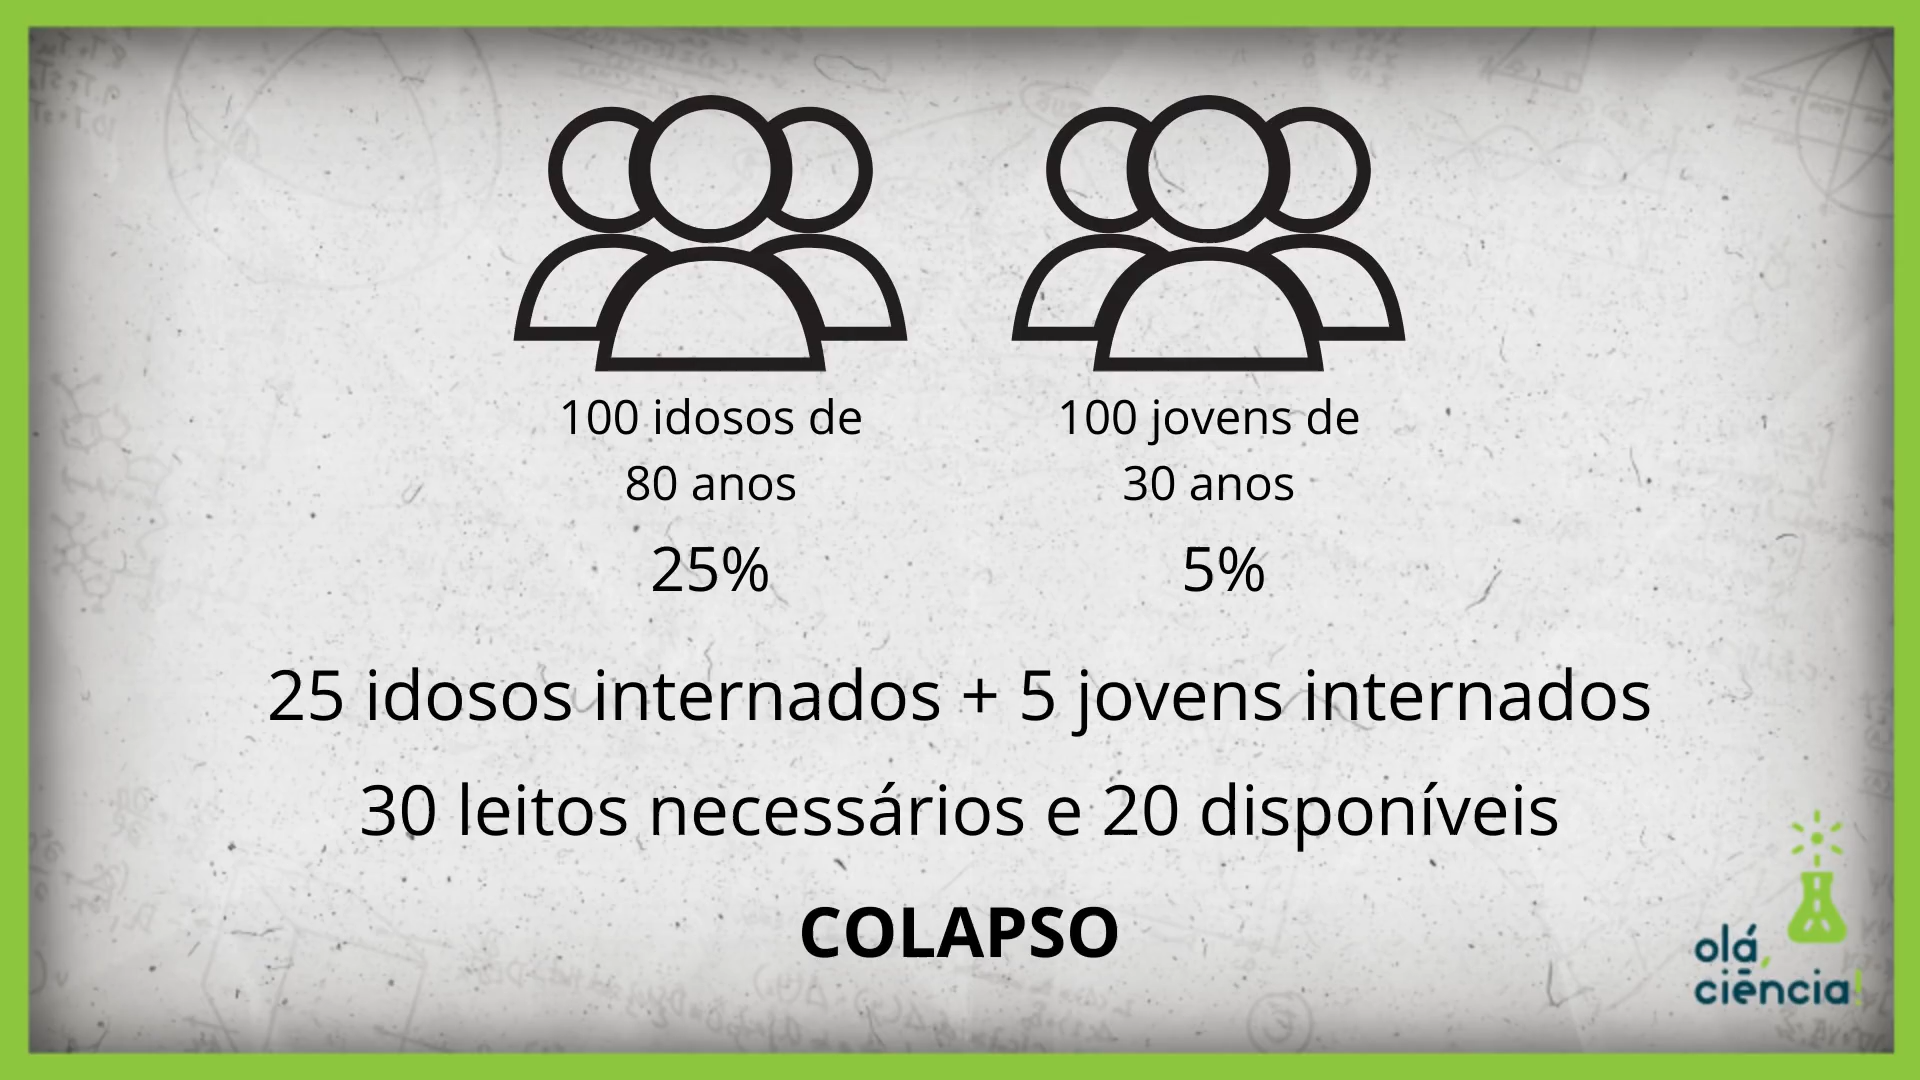 100 idosos de
80 anos
25%
100 jovens de
30 anos
5%
25 idosos internados + 5 jovens internados
30 leitos necessários e 20 disponíveis
COLAPSO
olá,
ciência!